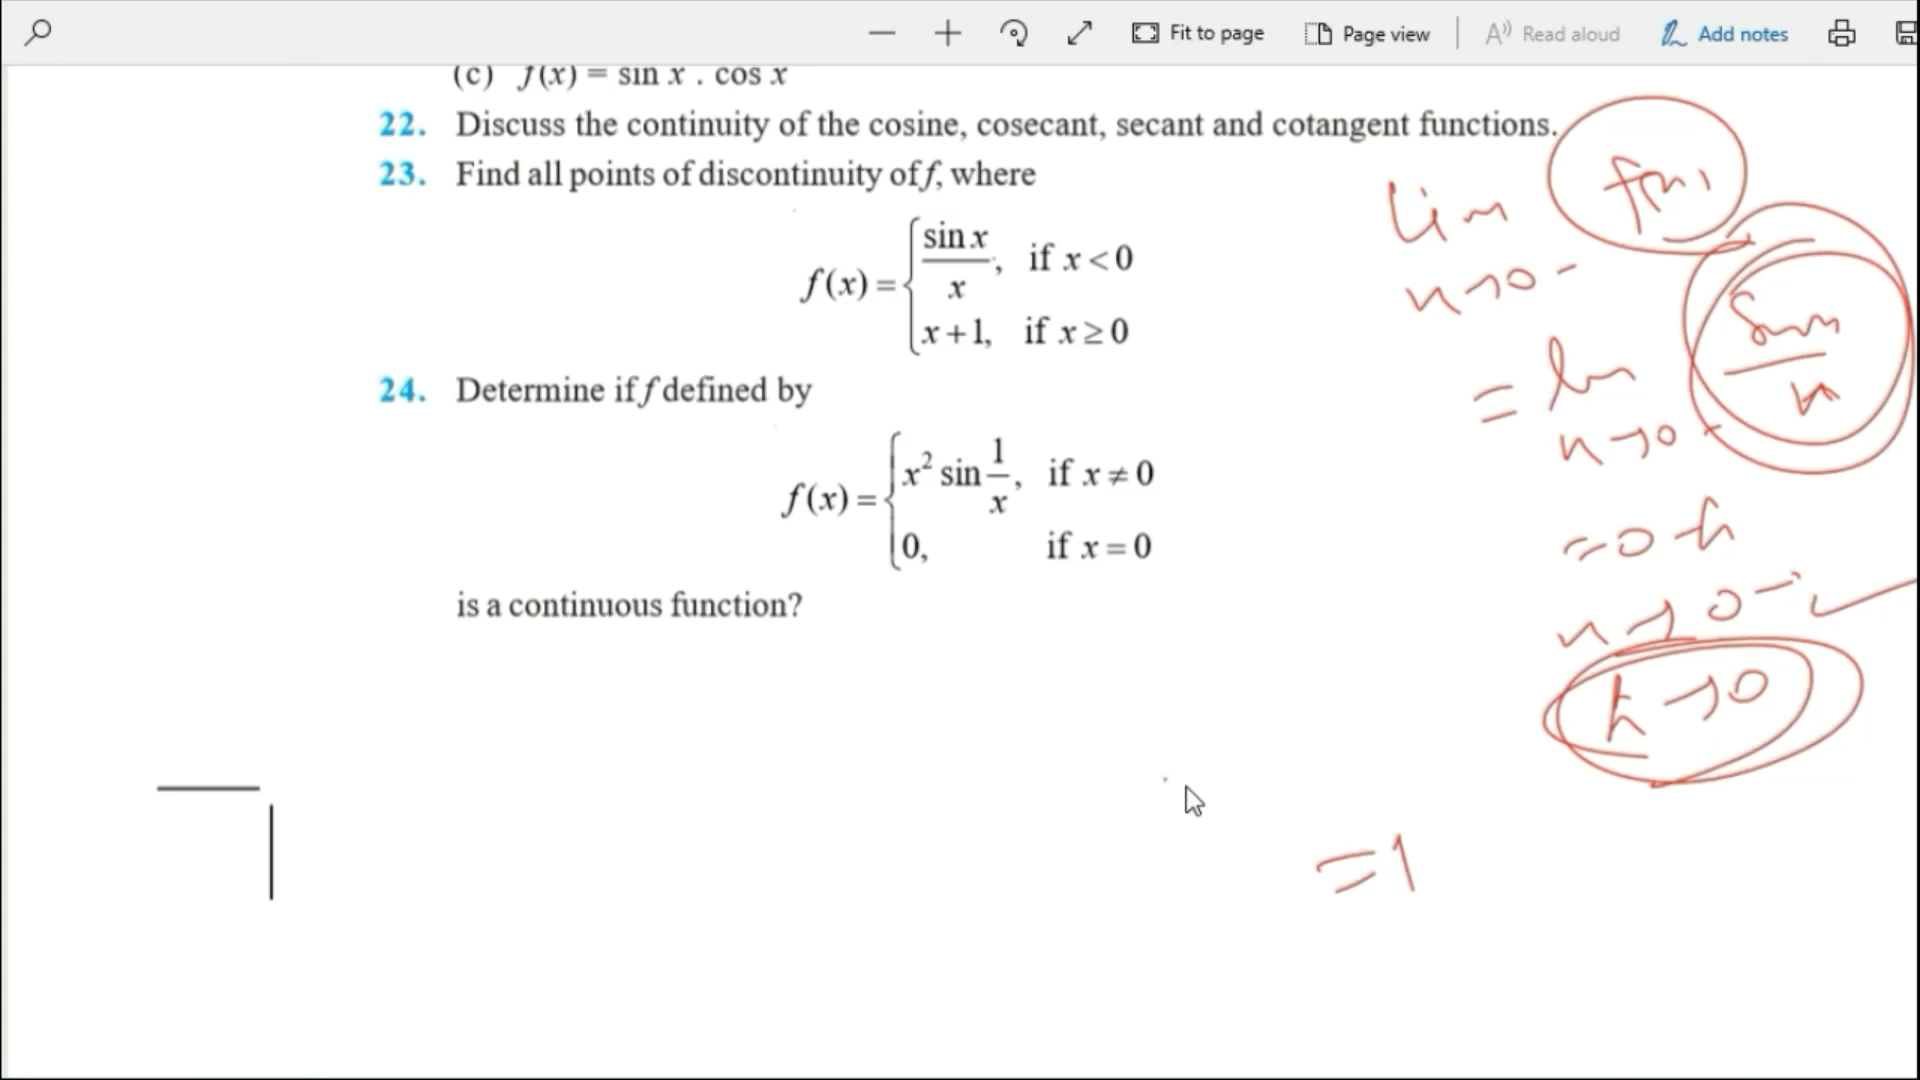 Fit to page Page view Read aloud Add notes
(c) f(x) = sin x . cos x
22. Discuss the continuity of the cosine, cosecant, secant and cotangent functions.
23. Find all points of discontinuity of f, where
f(x) = { sin x / x, if x < 0
x + 1, if x ≥ 0
24. Determine if f defined by
f(x) = { x² sin 1/x, if x ≠ 0
0, if x = 0
is a continuous function?
lim f(x)
x→0-
= lim sin x / x
x→0-
= 0-h
x→0-
h→0
=1